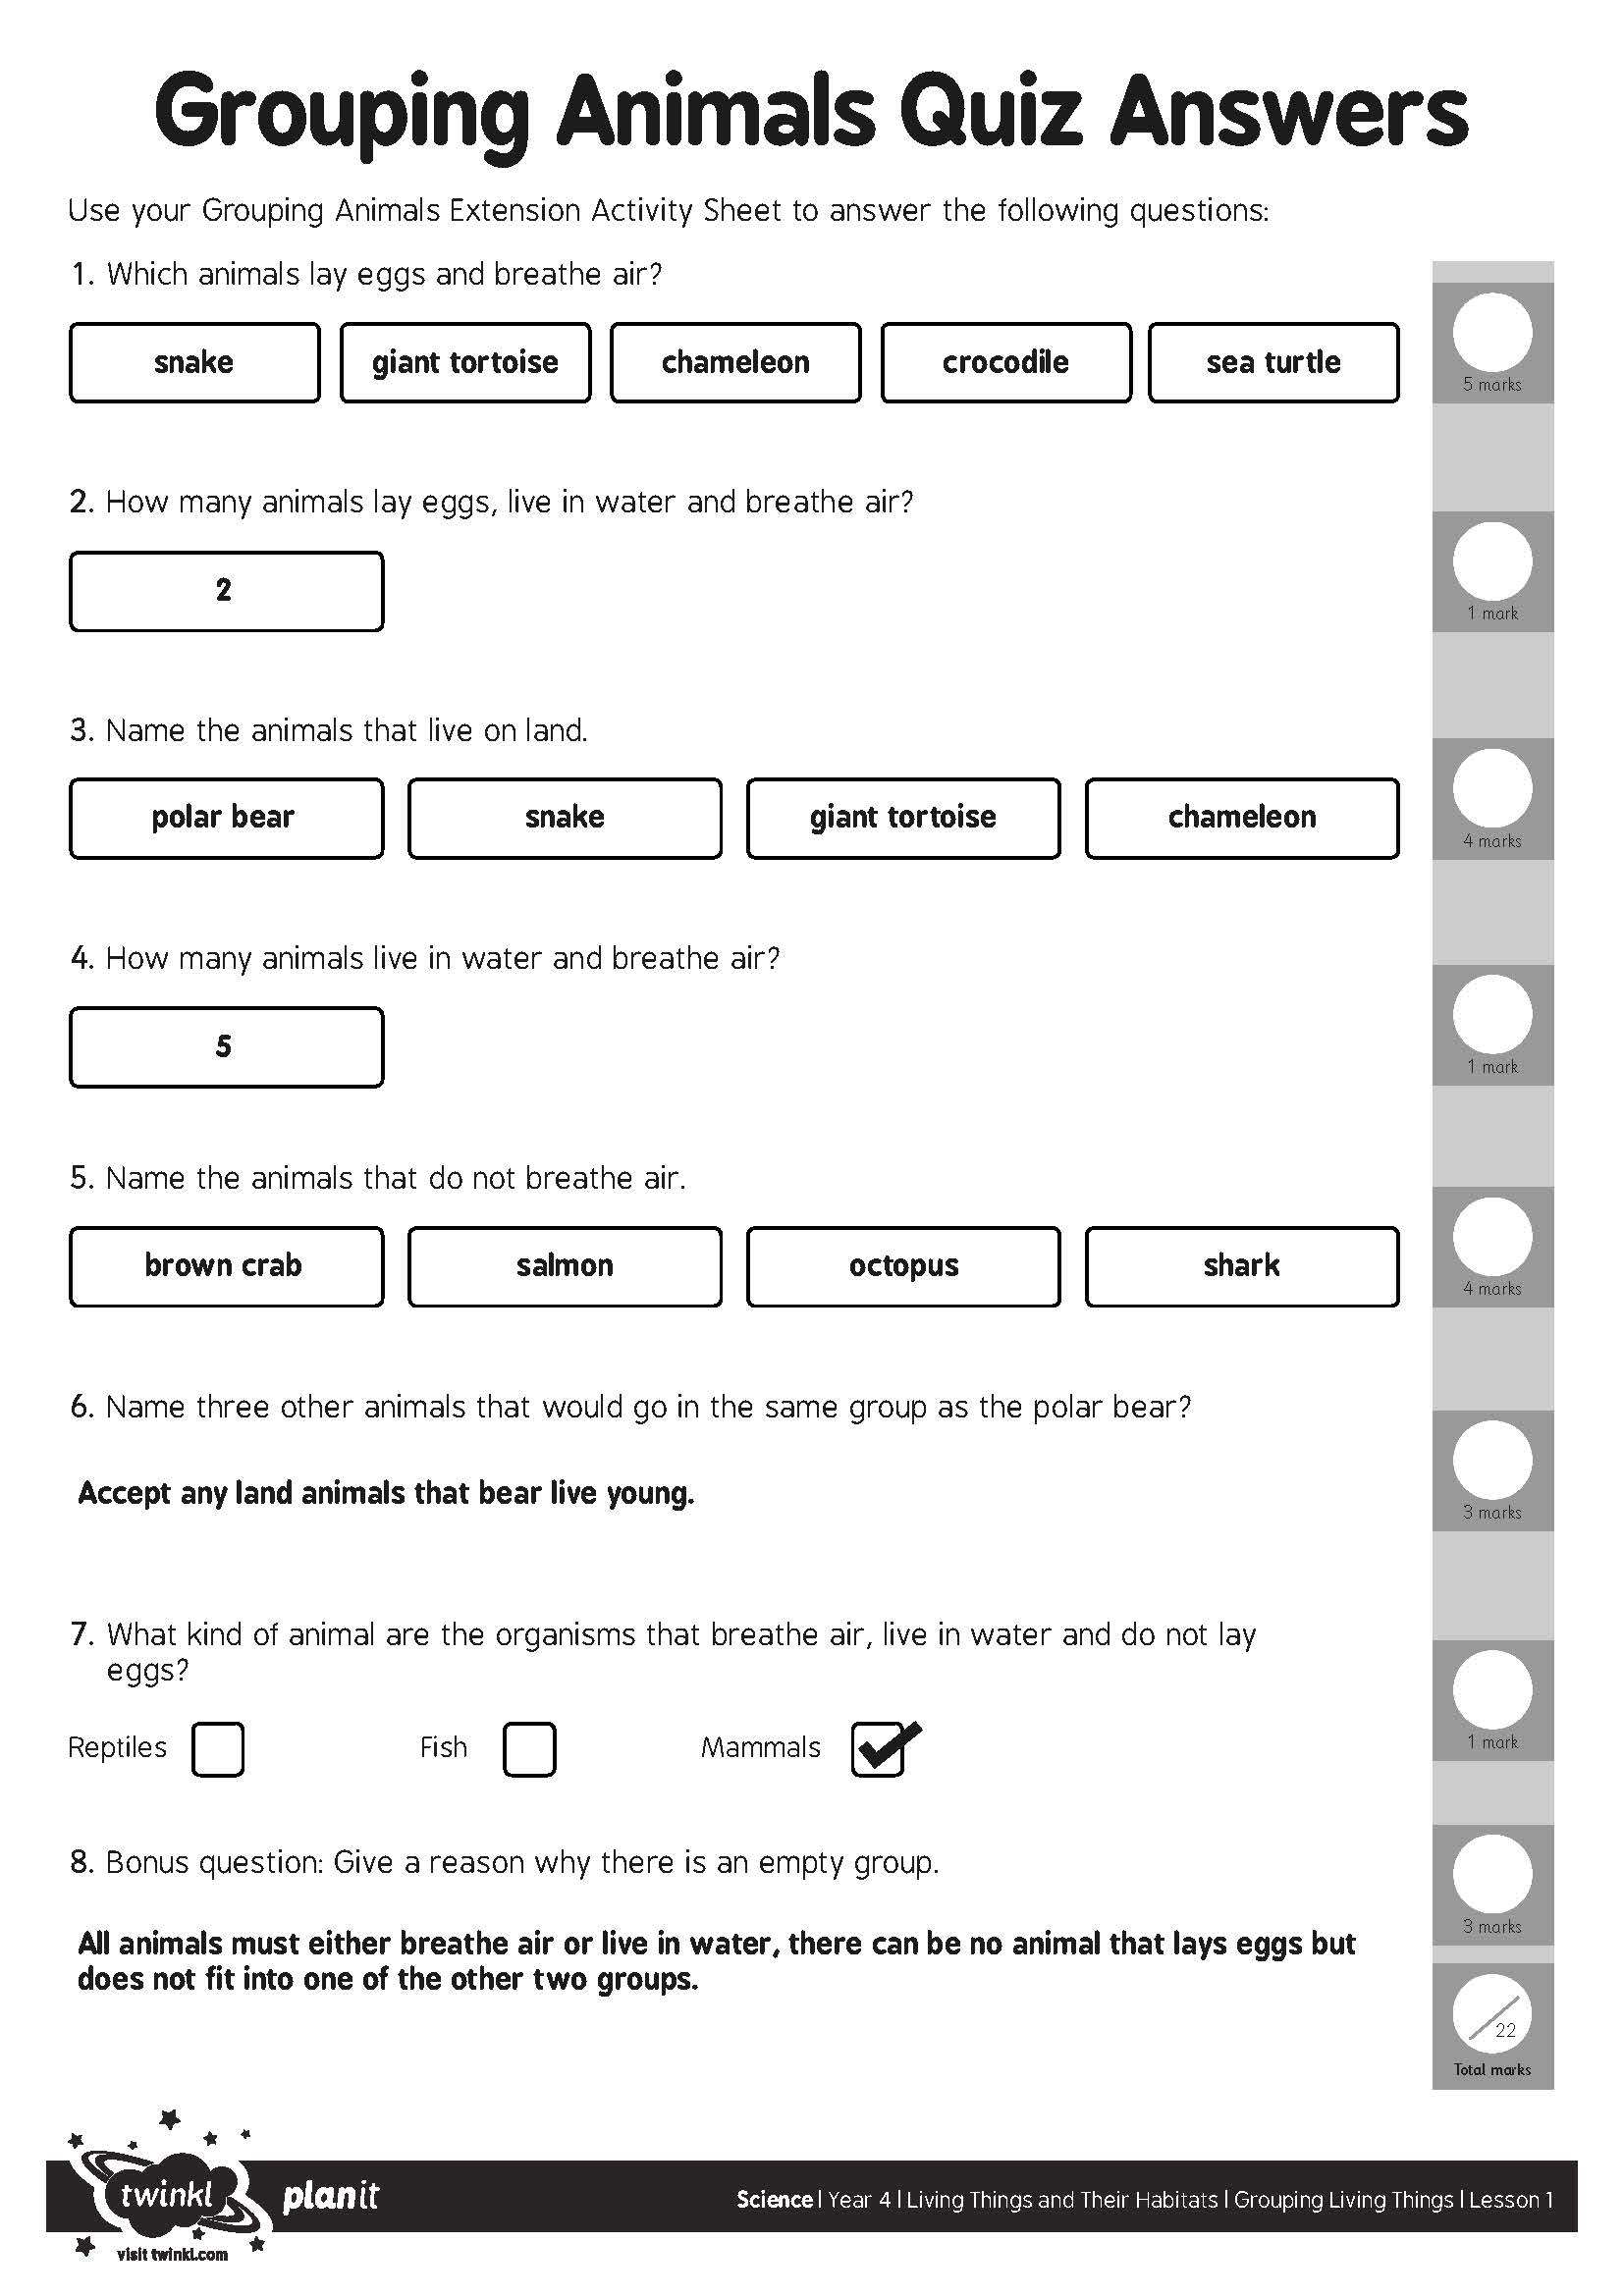 Grouping Animals Quiz Answers
Use your Grouping Animals Extension Activity Sheet to answer the following questions:
1. Which animals lay eggs and breathe air?
snake giant tortoise chameleon crocodile sea turtle
5 marks
2. How many animals lay eggs, live in water and breathe air?
2
1 mark
3. Name the animals that live on land.
polar bear snake giant tortoise chameleon
4 marks
4. How many animals live in water and breathe air?
5
1 mark
5. Name the animals that do not breathe air.
brown crab salmon octopus shark
4 marks
6. Name three other animals that would go in the same group as the polar bear?
Accept any land animals that bear live young.
3 marks
7. What kind of animal are the organisms that breathe air, live in water and do not lay
eggs?
Reptiles Fish Mammals
1 mark
8. Bonus question: Give a reason why there is an empty group.
All animals must either breathe air or live in water, there can be no animal that lays eggs but
does not fit into one of the other two groups.
3 marks
22
Total marks
twinkl planit
visit twinkl.com
Science | Year 4 | Living Things and Their Habitats | Grouping Living Things | Lesson 1